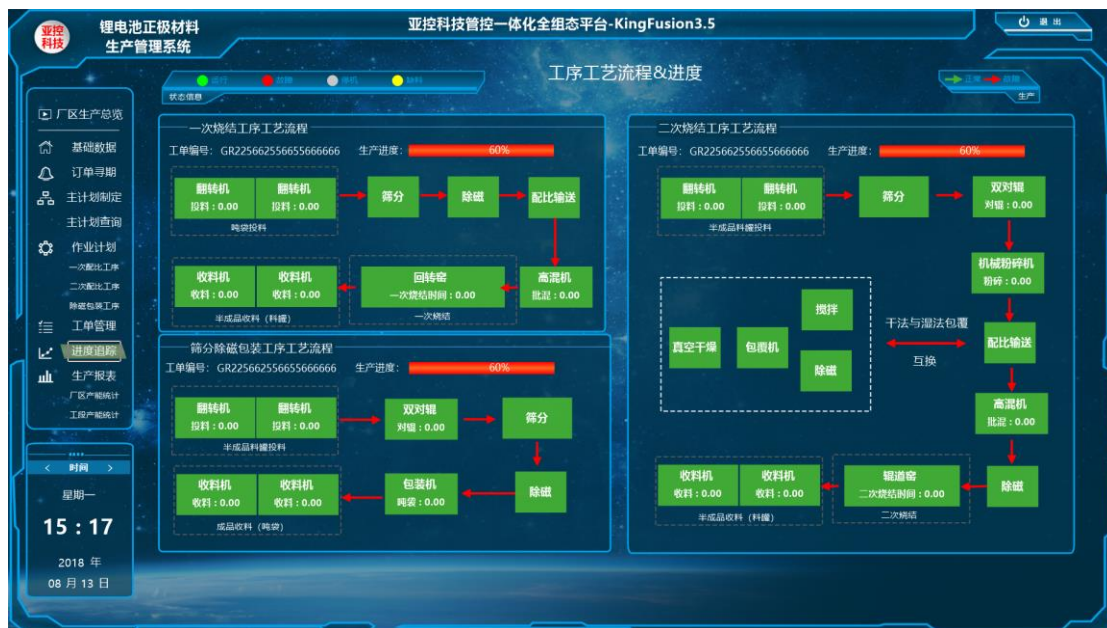 亚控
科技
锂电池正极材料
生产管理系统
亚控科技管控一体化全组态平台-KingFusion3.5
退 出
运行
故障
停机
缺料
状态信息
工序工艺流程&进度
正常
故障
生产
厂区生产总览
基础数据
订单寻期
主计划制定
主计划查询
作业计划
一次配比工序
二次配比工序
除磁包装工序
工单管理
进度追踪
生产报表
厂区产能统计
工段产能统计
< 时间 >
星期一
15 : 17
2018 年
08 月 13 日
一次烧结工序工艺流程
工单编号: GR225662556655666666 生产进度: 60%
翻转机
投料 : 0.00
翻转机
投料 : 0.00
吨袋投料
筛分
除磁
配比输送
收料机
收料 : 0.00
收料机
收料 : 0.00
半成品收料 (料罐)
回转窑
一次烧结时间 : 0.00
一次烧结
高混机
批混 : 0.00
筛分除磁包装工序工艺流程
工单编号: GR225662556655666666 生产进度: 60%
翻转机
投料 : 0.00
翻转机
投料 : 0.00
半成品料罐投料
双对辊
对辊 : 0.00
筛分
收料机
收料 : 0.00
收料机
收料 : 0.00
成品收料 (吨袋)
包装机
吨装 : 0.00
除磁
二次烧结工序工艺流程
工单编号: GR225662556655666666 生产进度: 60%
翻转机
投料 : 0.00
翻转机
投料 : 0.00
半成品料罐投料
筛分
双对辊
对辊 : 0.00
机械粉碎机
粉碎 : 0.00
搅拌
真空干燥
包覆机
除磁
干法与湿法包覆
互换
配比输送
高混机
批混 : 0.00
收料机
收料 : 0.00
收料机
收料 : 0.00
半成品收料 (料罐)
辊道窑
二次烧结时间 : 0.00
二次烧结
除磁